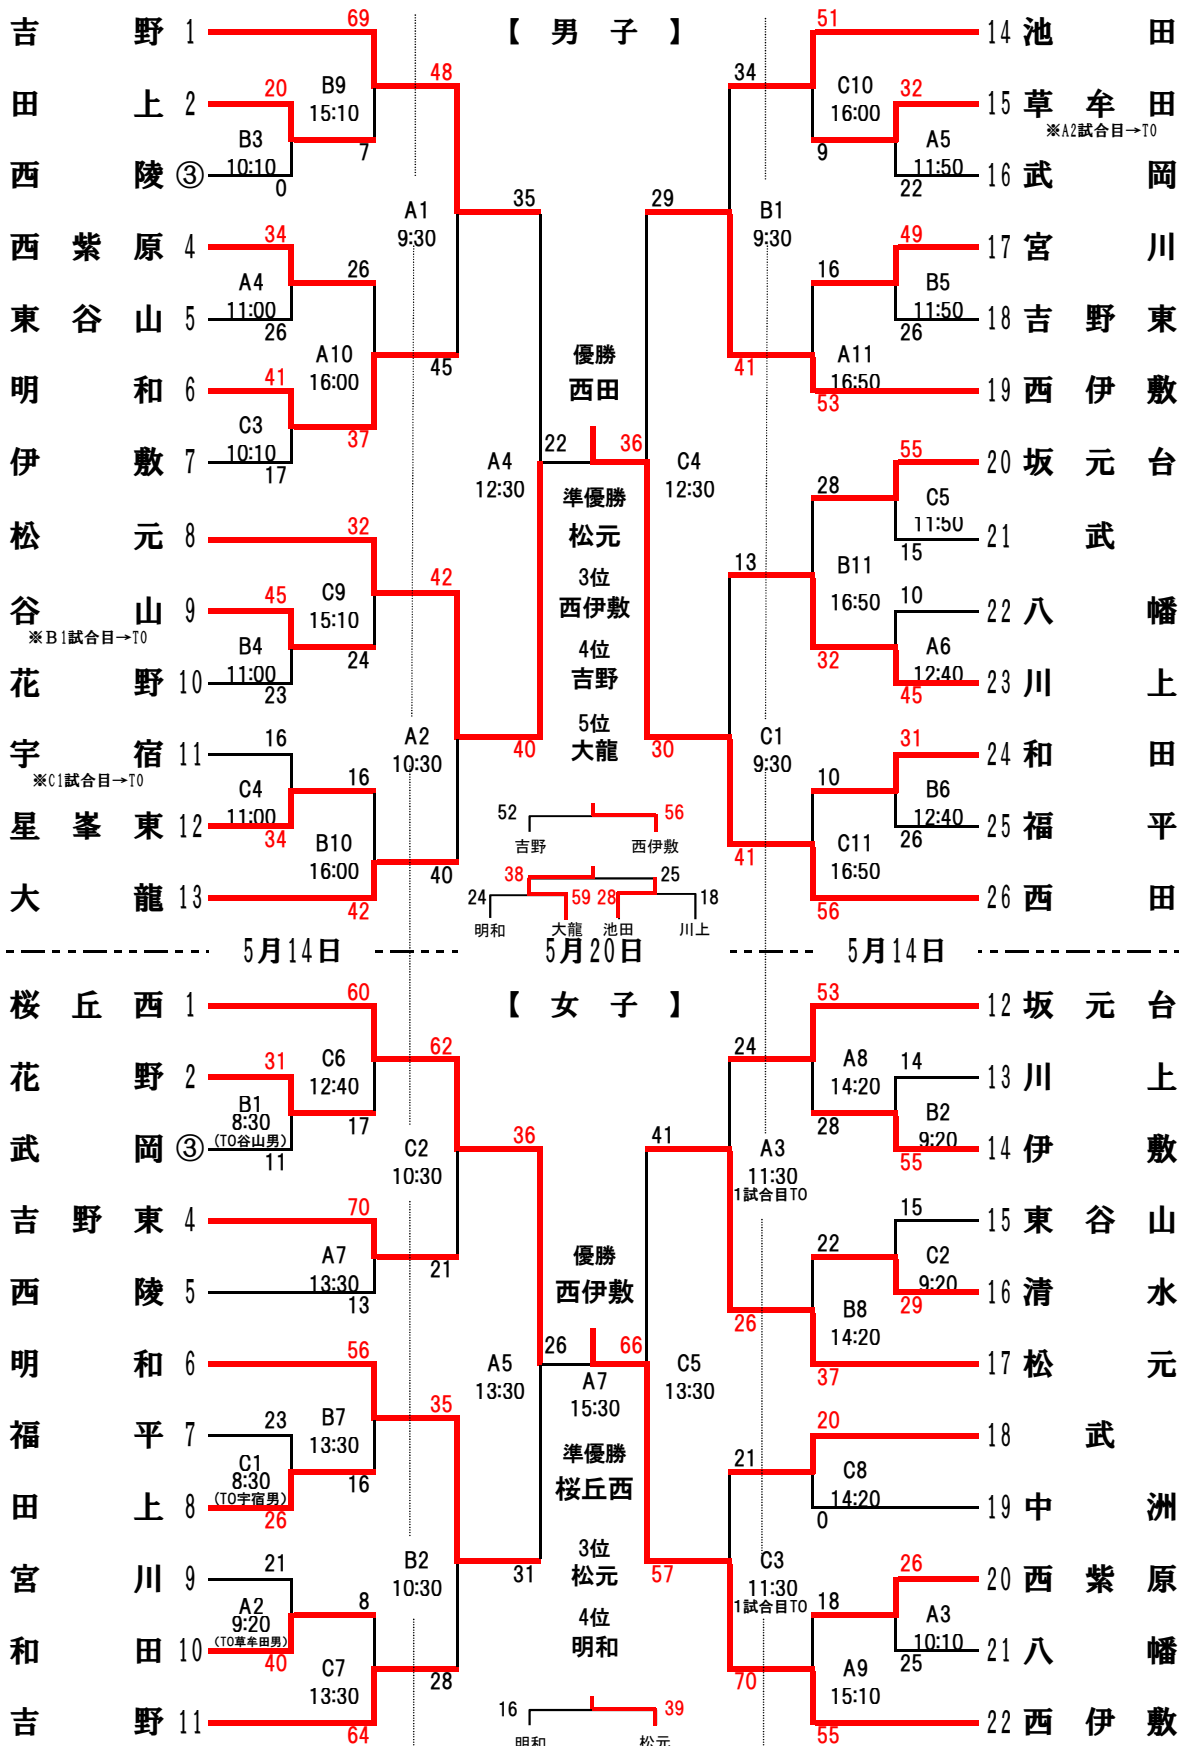 【 男 子 】
吉野 1
69
田上 2
20
B3
10:10
西陵 ③
0
B9
15:10
7
48
西紫原 4
34
A4
11:00
東谷山 5
26
26
明和 6
41
C3
10:10
伊敷 7
17
A10
16:00
37
A1
9:30
45
35
松元 8
32
谷山 9
※B1試合目→TO
45
B4
11:00
花野 10
23
C9
15:10
24
42
宇宿 11
※C1試合目→TO
16
C4
11:00
星峯東 12
34
16
B10
16:00
大龍 13
42
A2
10:30
40
40
A4
12:30
22
優勝
西田
36
準優勝
松元
3位
西伊敷
4位
吉野
5位
大龍
52
吉野
56
西伊敷
38
25
24
明和
59
大龍
28
池田
18
川上
14 池田
51
15 草牟田
※A2試合目→TO
32
A5
11:50
16 武岡
22
C10
16:00
9
34
17 宮川
49
B5
11:50
18 吉野東
26
16
A11
16:50
19 西伊敷
53
B1
9:30
41
29
20 坂元台
55
C5
11:50
21 武
15
28
22 八幡
10
A6
12:40
23 川上
45
B11
16:50
32
13
24 和田
31
B6
12:40
25 福平
26
10
C11
16:50
26 西田
56
C1
9:30
41
30
C4
12:30
5月14日
5月20日
5月14日
【 女 子 】
桜丘西 1
60
花野 2
31
B1
8:30
(TO谷山男)
武岡 ③
11
C6
12:40
17
62
吉野東 4
70
A7
13:30
西陵 5
13
21
C2
10:30
36
明和 6
56
福平 7
23
C1
8:30
(TO宇宿男)
田上 8
26
B7
13:30
16
35
宮川 9
21
A2
9:20
(TO草牟田男)
和田 10
40
8
C7
13:30
吉野 11
64
28
B2
10:30
31
A5
13:30
26
優勝
西伊敷
66
A7
15:30
準優勝
桜丘西
3位
松元
4位
明和
16
明和
39
松元
12 坂元台
53
13 川上
14
B2
9:20
14 伊敷
55
A8
14:20
28
24
15 東谷山
15
C2
9:20
16 清水
29
22
B8
14:20
17 松元
37
A3
11:30
1試合目TO
26
41
18 武
20
C8
14:20
19 中洲
0
21
20 西紫原
26
A3
10:10
21 八幡
25
18
A9
15:10
22 西伊敷
55
C3
11:30
1試合目TO
70
57
C5
13:30